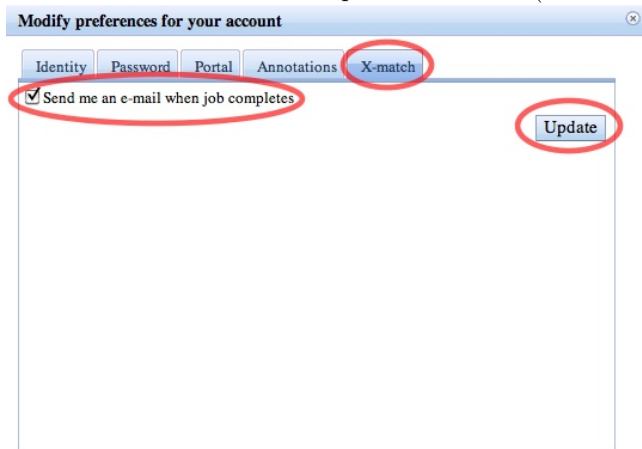 Modify preferences for your account
Identity Password Portal Annotations X-match
Send me an e-mail when job completes
Update